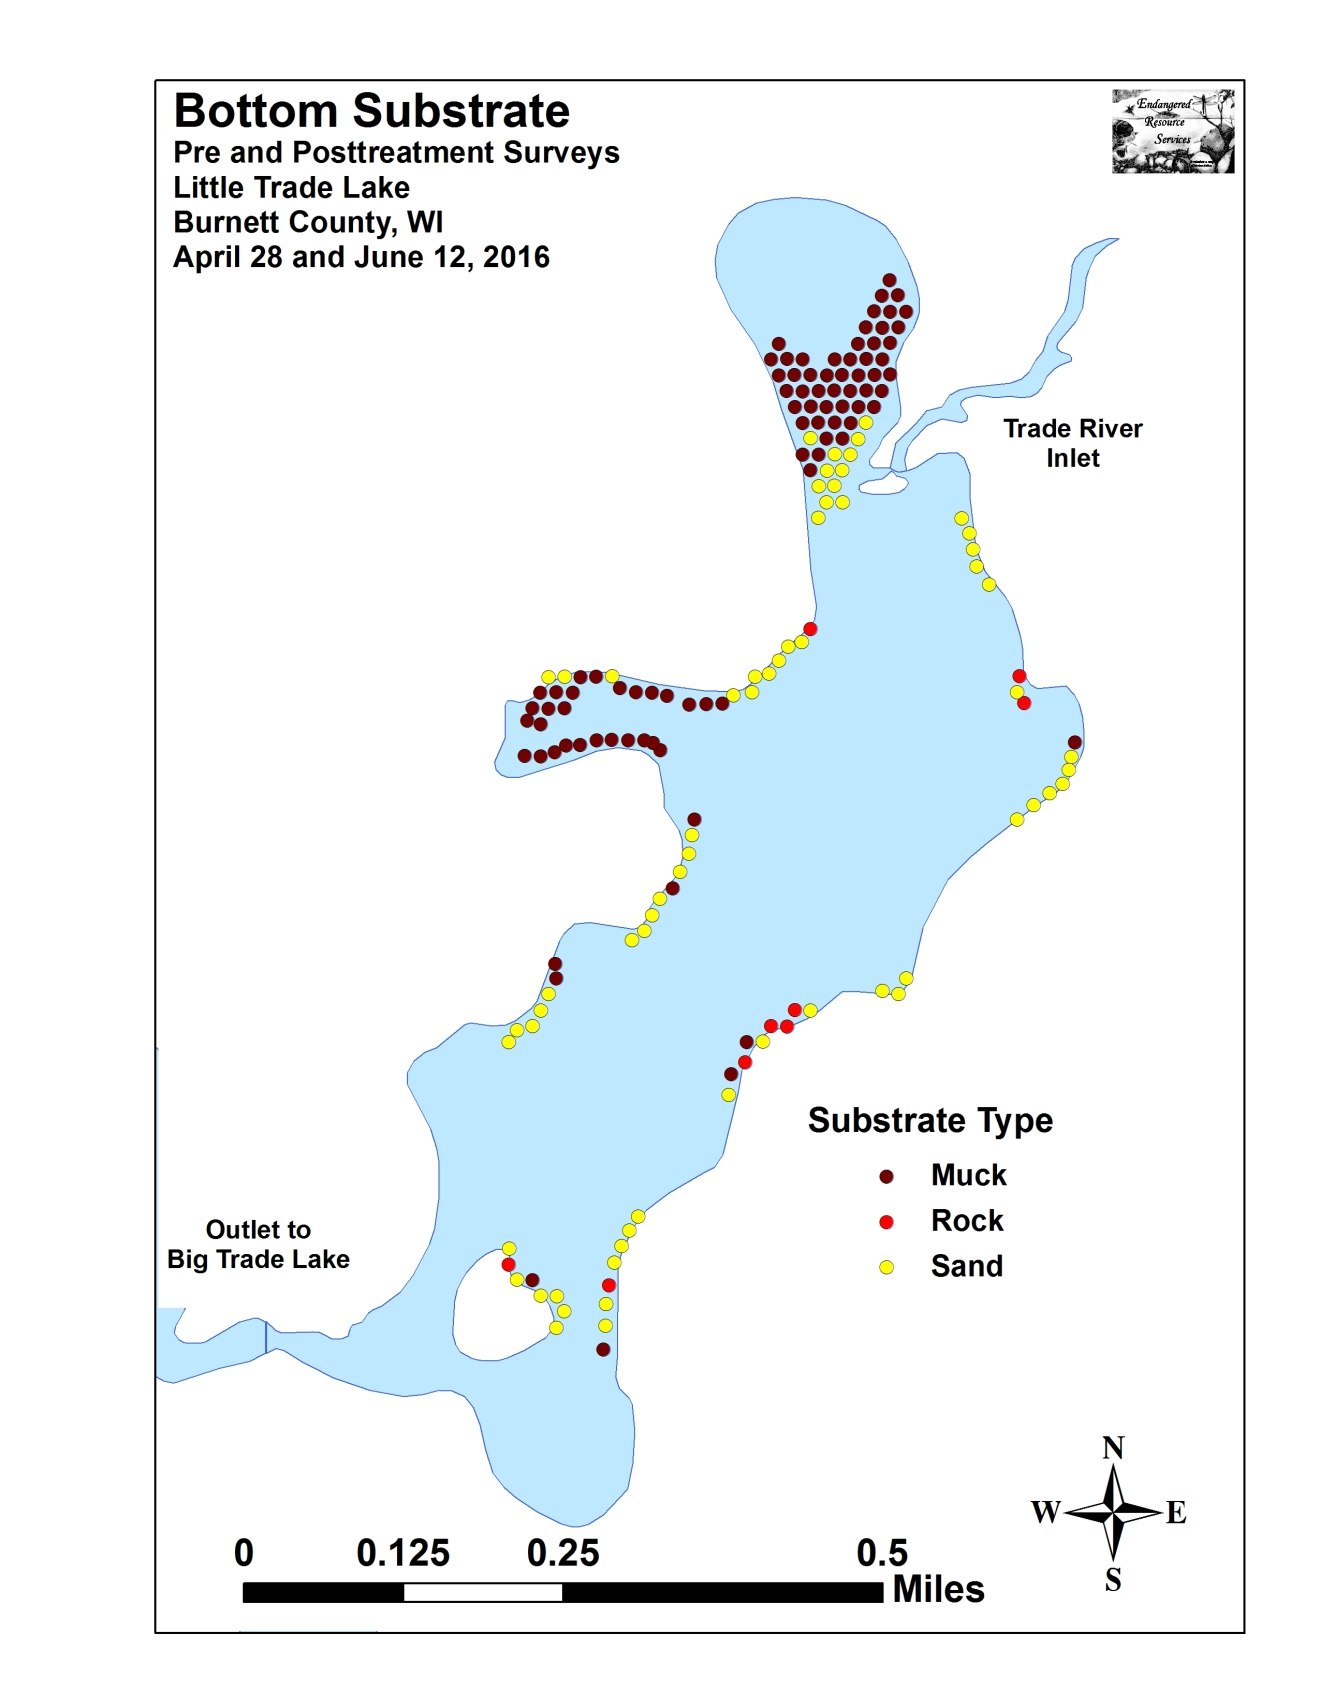 Bottom Substrate
Pre and Posttreatment Surveys
Little Trade Lake
Burnett County, WI
April 28 and June 12, 2016
Endangered
Resource
Services
Trade River
Inlet
Substrate Type
Muck
Rock
Sand
Outlet to
Big Trade Lake
N
W E
S
0 0.125 0.25 0.5
Miles